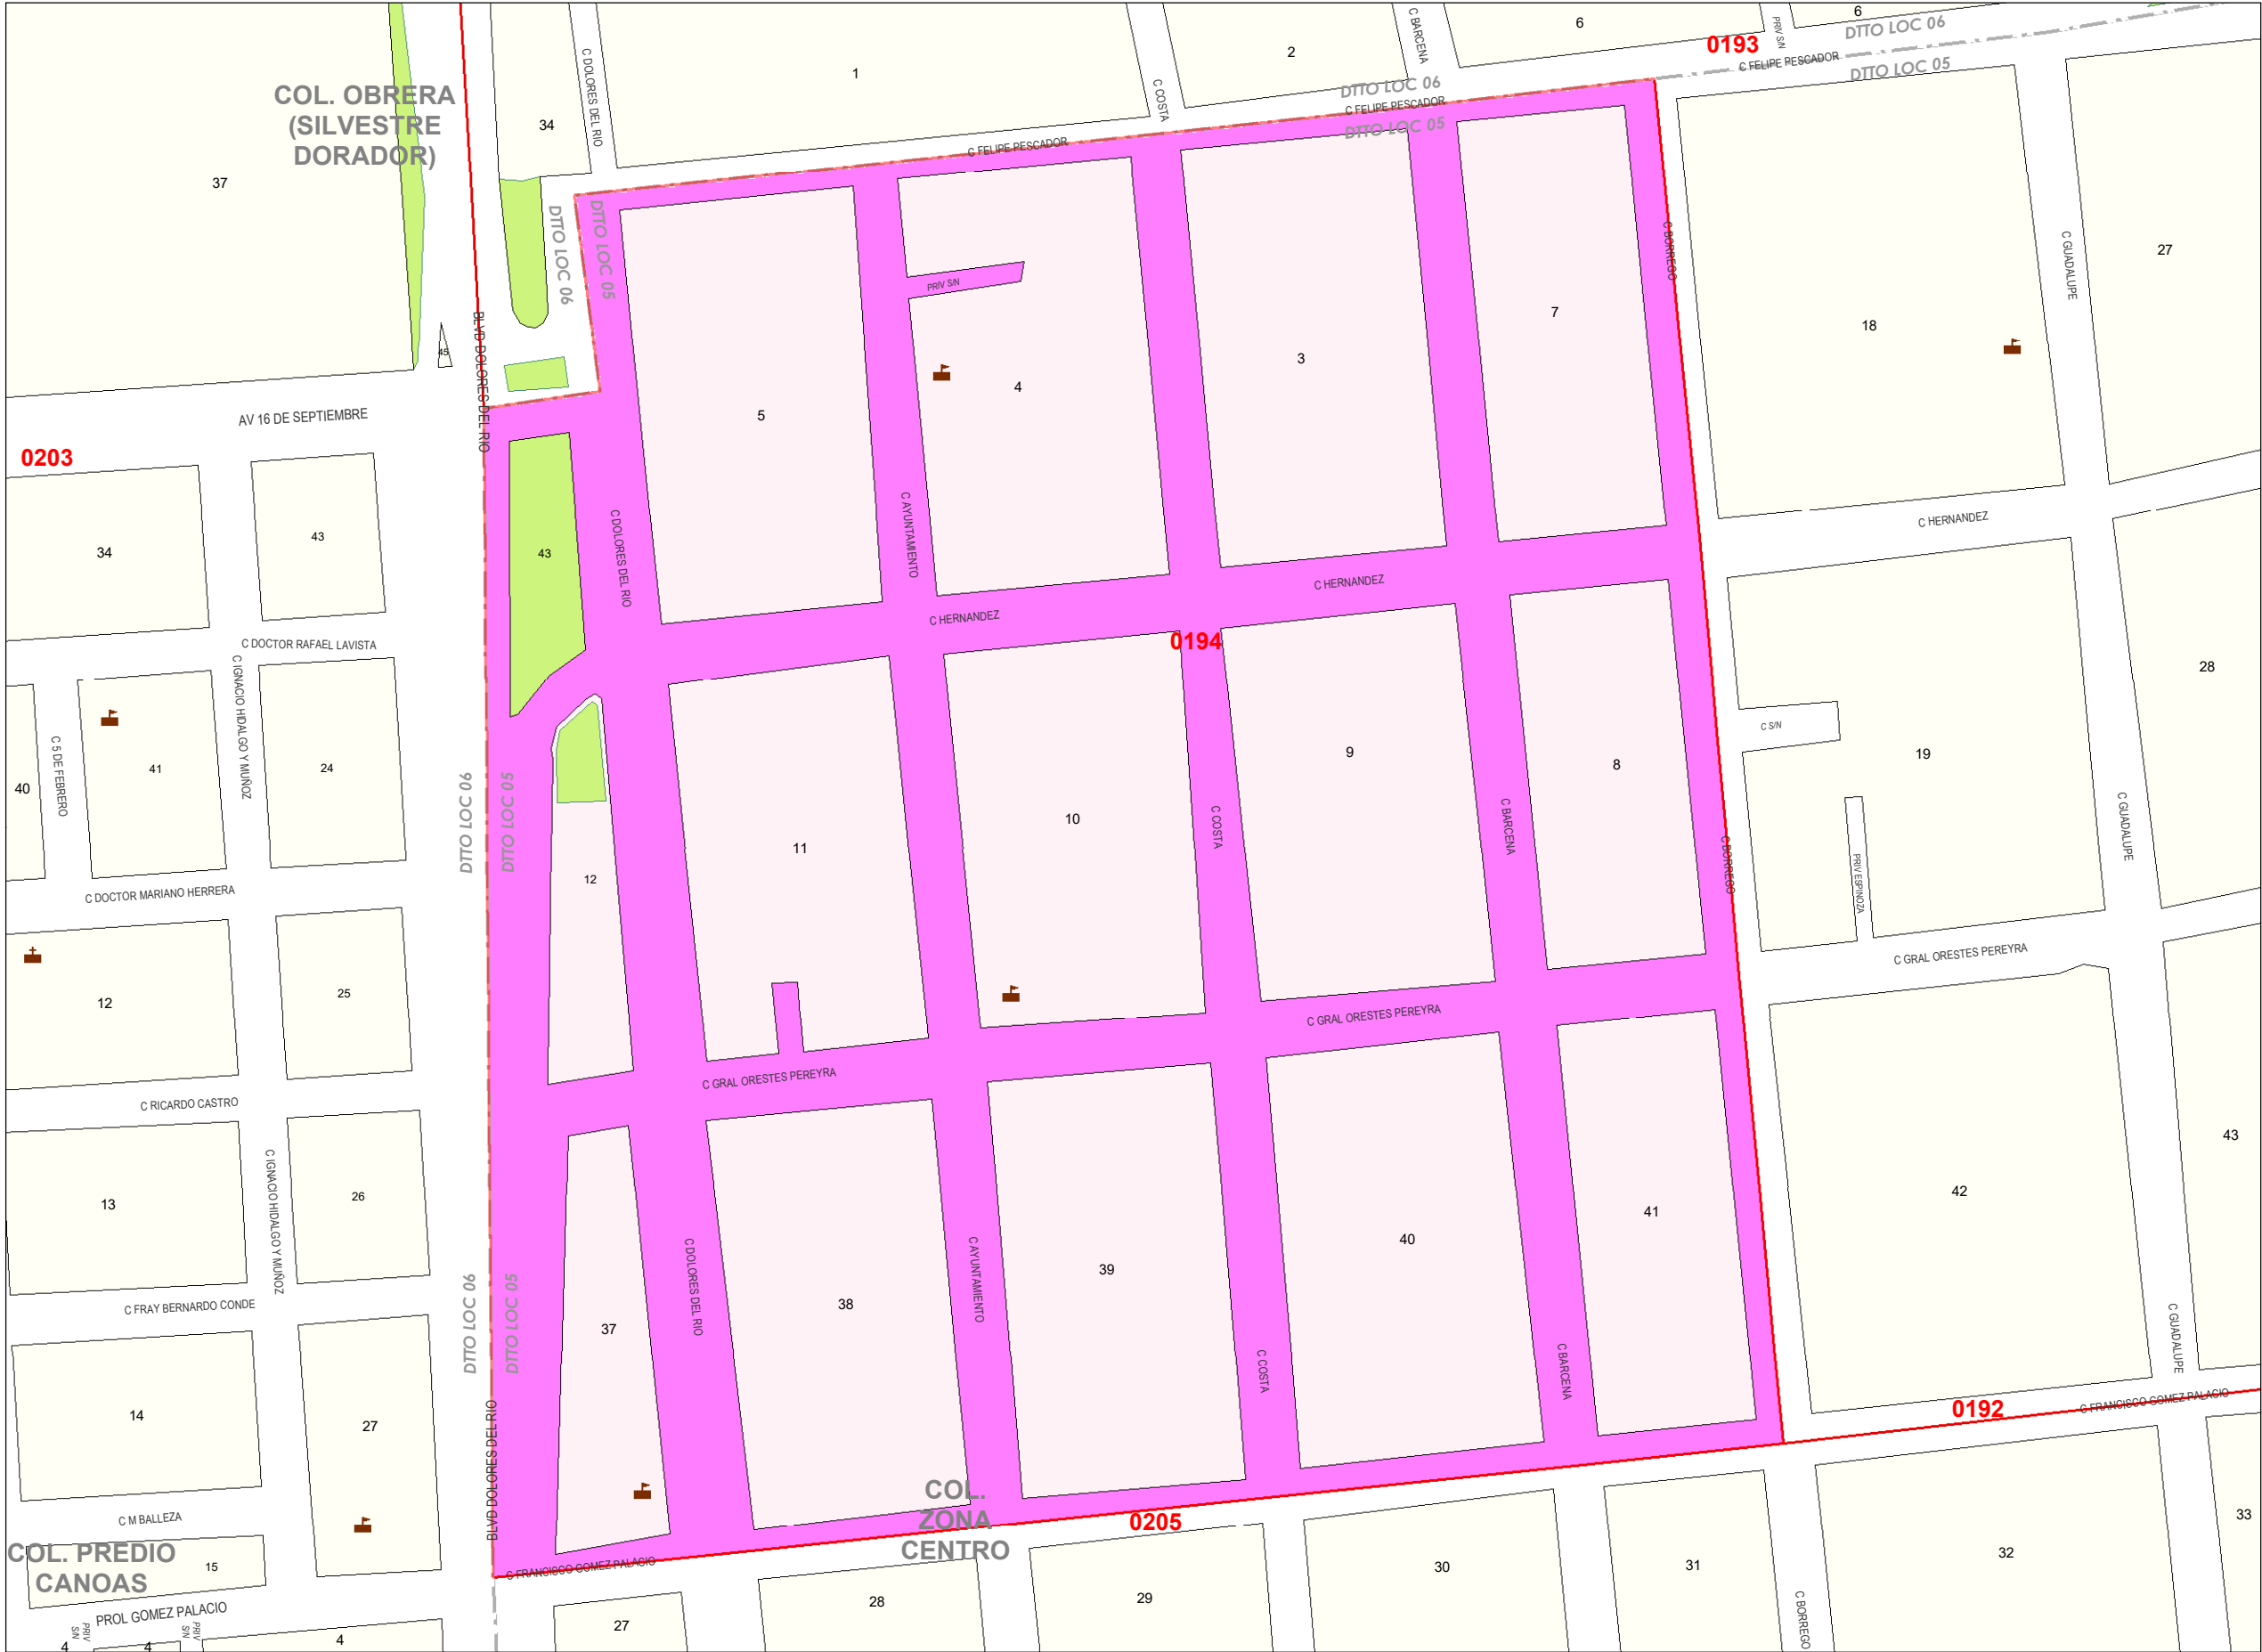 6
6
C BARCENA
PRIV S/N
DTTO LOC 06
0193
2
1
C DOLORES DEL RIO
C FELIPE PESCADOR
DTTO LOC 05
COL. OBRERA
(SILVESTRE
DORADOR)
34
C COSTA
DTTO LOC 06
C FELIPE PESCADOR
DTTO LOC 05
C FELIPE PESCADOR
37
DTTO LOC 06
DTTO LOC 05
C BORREGO
C GUADALUPE
27
PRIV S/N
7
18
45
BLVD DOLORES DEL RIO
3
4
5
AV 16 DE SEPTIEMBRE
0203
C HERNANDEZ
34
43
43
C DOLORES DEL RIO
C AYUNTAMIENTO
C HERNANDEZ
C HERNANDEZ
0194
C DOCTOR RAFAEL LAVISTA
C IGNACIO HIDALGO Y MUÑOZ
28
C S/N
19
9
8
C 5 DE FEBRERO
40
41
24
DTTO LOC 06
DTTO LOC 05
11
10
C COSTA
C BARCENA
C BORREGO
C GUADALUPE
PRIV ESPINOZA
12
C DOCTOR MARIANO HERRERA
C GRAL ORESTES PEREYRA
12
25
C GRAL ORESTES PEREYRA
C GRAL ORESTES PEREYRA
C RICARDO CASTRO
43
13
C IGNACIO HIDALGO Y MUÑOZ
26
42
41
40
39
38
37
C DOLORES DEL RIO
C AYUNTAMIENTO
C FRAY BERNARDO CONDE
DTTO LOC 06
DTTO LOC 05
C COSTA
C BARCENA
C GUADALUPE
14
27
C FRANCISCO GOMEZ PALACIO
0192
BLVD DOLORES DEL RIO
C M BALLEZA
COL.
ZONA
CENTRO
0205
33
COL. PREDIO
CANOAS
15
C FRANCISCO GOMEZ PALACIO
30
31
32
PROL GOMEZ PALACIO
28
29
27
C BORREGO
PRIV S/N
PRIV S/N
4
4
4